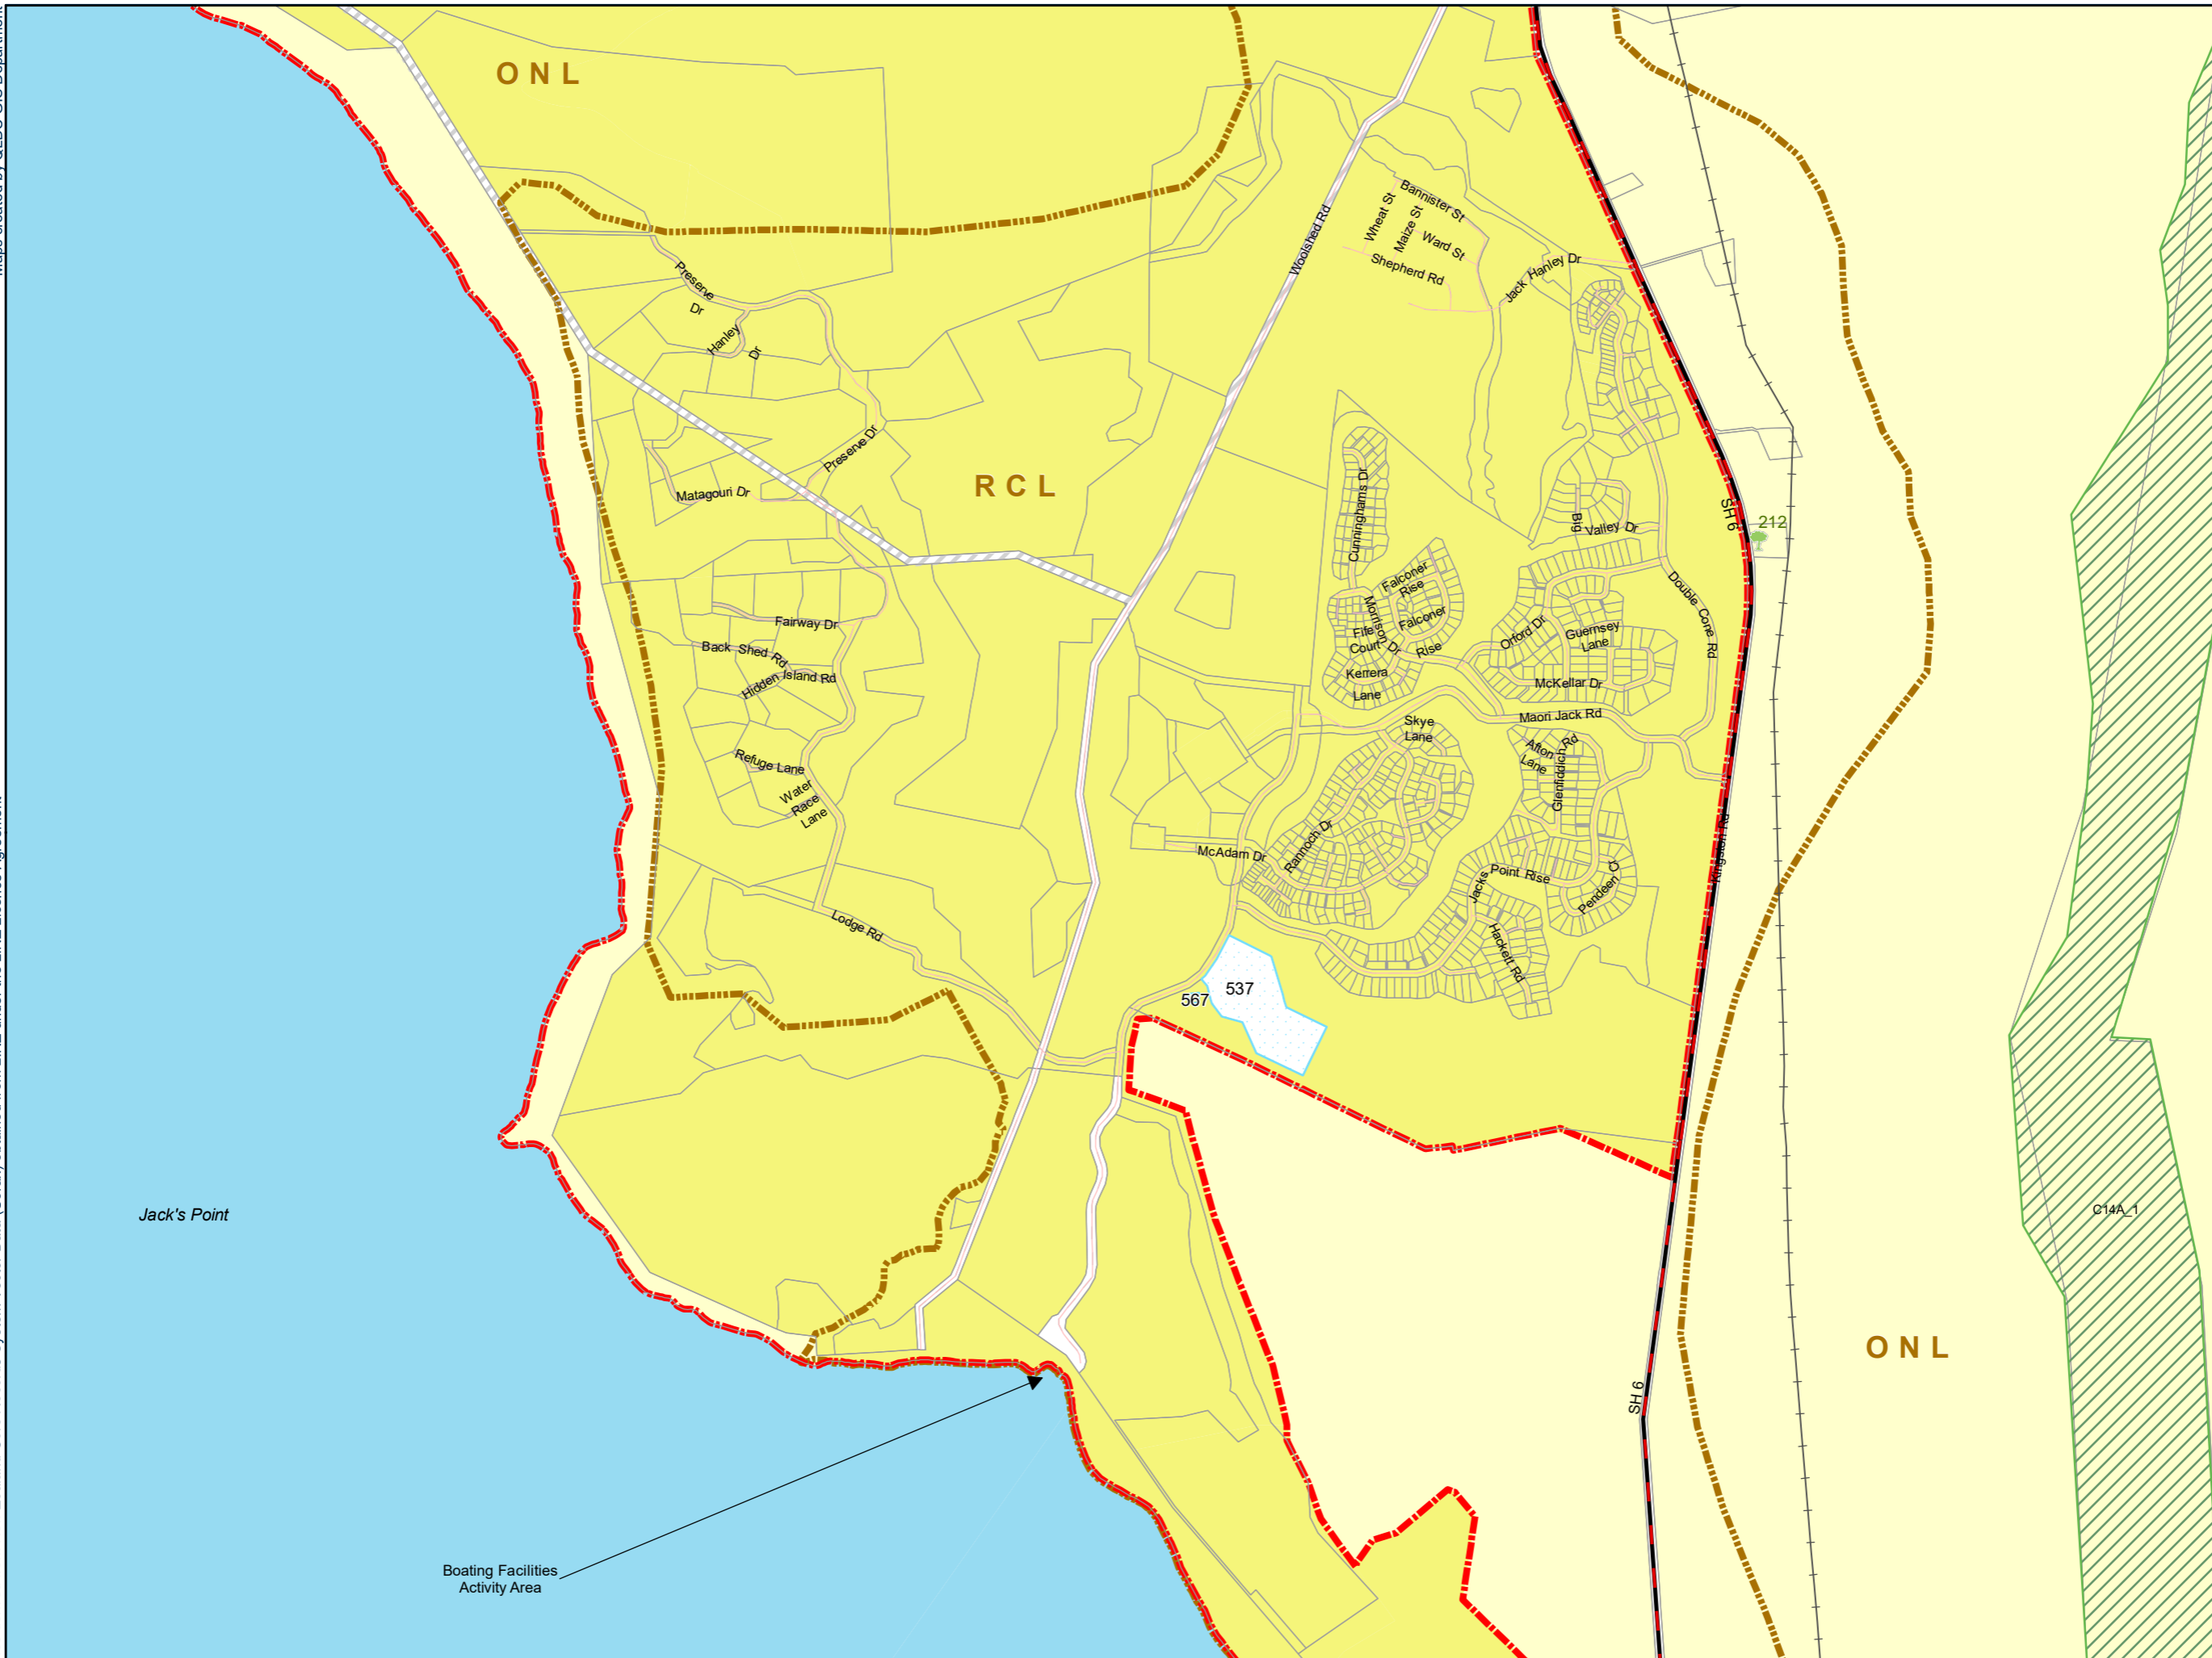 ONL
Bannister St
Wheat St
Maize St
Ward St
Shepherd Rd
Woolshed Rd
Jack
Hanley Dr
Preserve
Dr
Hanley
Dr
Preserve Dr
Matagouri Dr
RCL
Cunninghams Dr
Big
Valley Dr
SH 6
212
Falconer
Rise
Morrison
Dr
Falconer
Rise
Fife
Court
Kerrera
Lane
Orford Dr
Guernsey
Lane
McKellar Dr
Double
Cone
Rd
Fairway Dr
Back Shed Rd
Hidden Island Rd
Maori Jack Rd
Skye
Lane
Afton
Lane
Glenfiddich
Rd
Refuge Lane
Water
Race
Lane
Kingston Rd
McAdam Dr
Rannoch Dr
Jacks
Point Rise
Pendeen
Cr
Hackett Rd
Lodge Rd
567
537
Jack's Point
C14A_1
ONL
SH 6
Boating Facilities
Activity Area